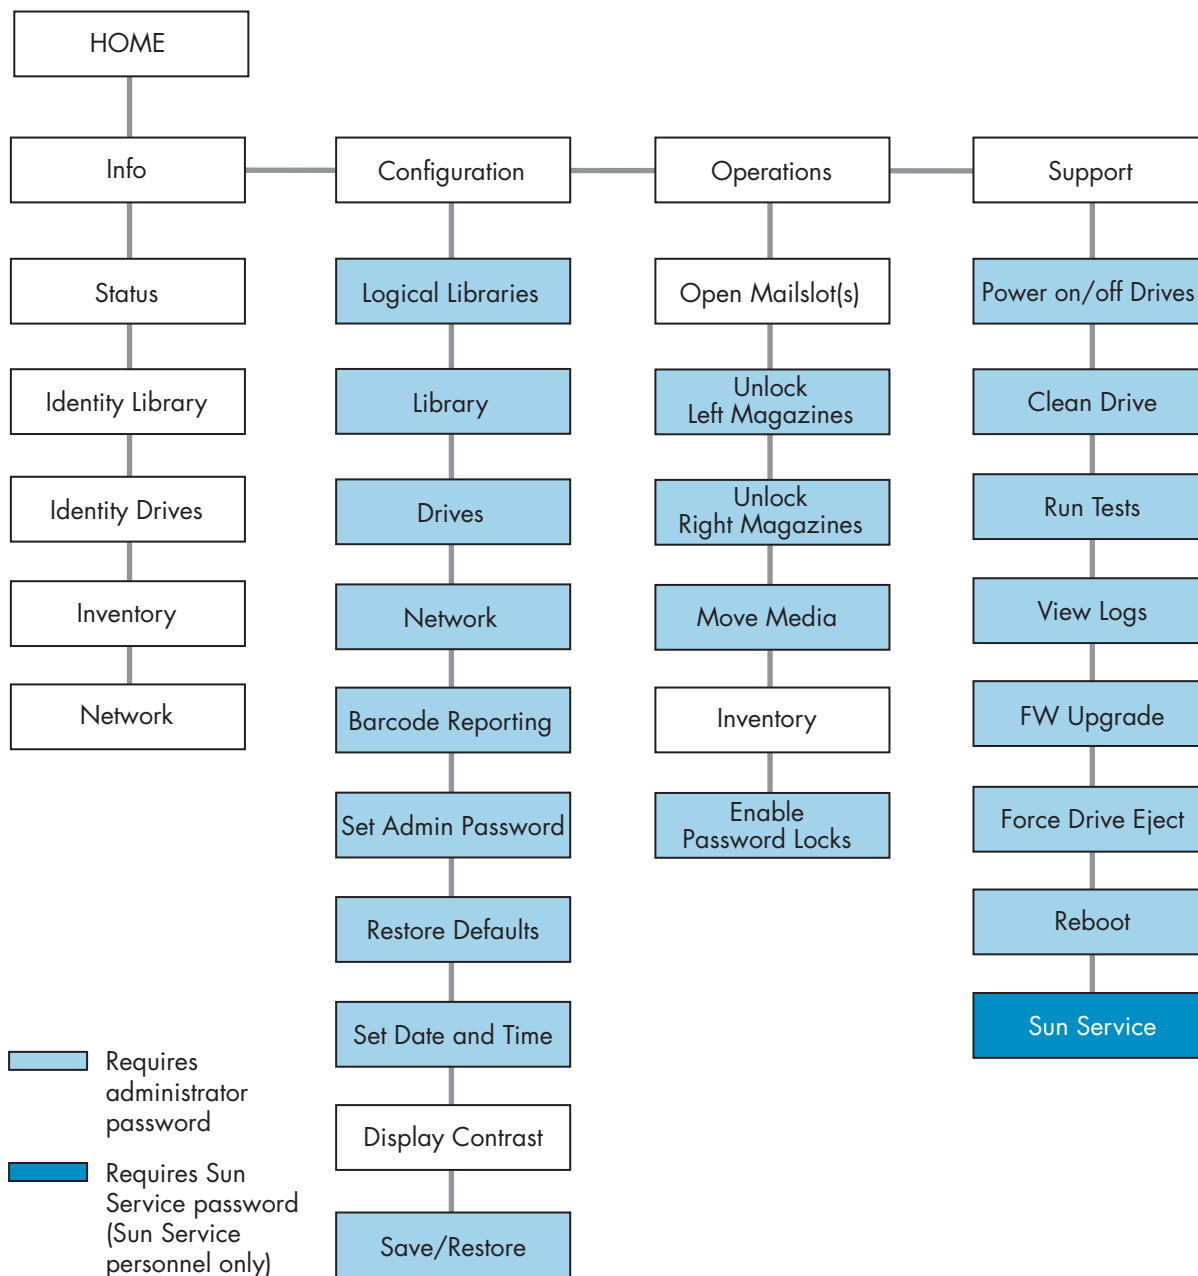 HOME
Info
Configuration
Operations
Support
Status
Identity Library
Identity Drives
Inventory
Network
Logical Libraries
Library
Drives
Network
Barcode Reporting
Set Admin Password
Restore Defaults
Set Date and Time
Display Contrast
Save/Restore
Open Mailslot(s)
Unlock
Left Magazines
Unlock
Right Magazines
Move Media
Inventory
Enable
Password Locks
Power on/off Drives
Clean Drive
Run Tests
View Logs
FW Upgrade
Force Drive Eject
Reboot
Sun Service
Requires
administrator
password
Requires Sun
Service password
(Sun Service
personnel only)